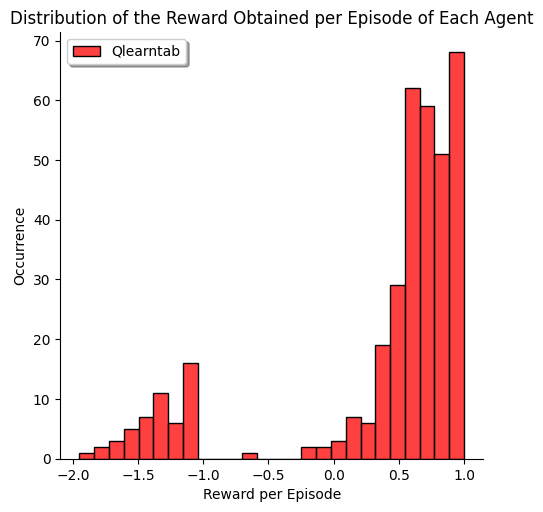 Distribution of the Reward Obtained per Episode of Each Agent
Qlearntab
Occurrence
70
60
50
40
30
20
10
0
−2.0 −1.5 −1.0 −0.5 0.0 0.5 1.0
Reward per Episode